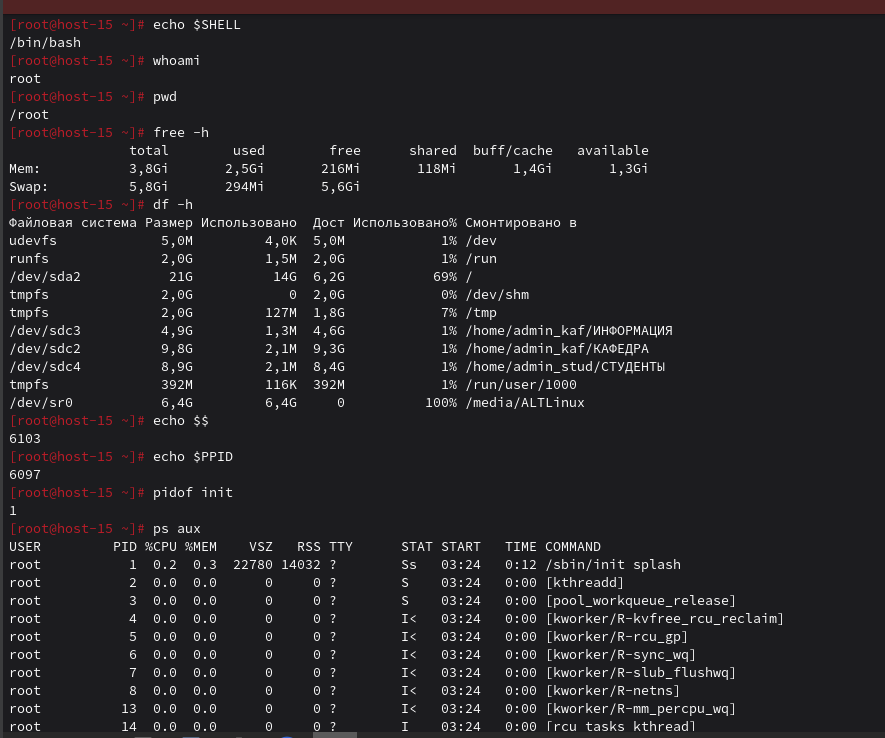 [root@host-15 ~]# echo $SHELL
/bin/bash
[root@host-15 ~]# whoami
root
[root@host-15 ~]# pwd
/root
[root@host-15 ~]# free -h
               total        used        free      shared  buff/cache   available
Mem:           3,8Gi       2,5Gi       216Mi       118Mi       1,4Gi       1,3Gi
Swap:          5,8Gi       294Mi       5,6Gi
[root@host-15 ~]# df -h
Файловая система Размер Использовано  Дост Использовано% Смонтировано в
udevfs             5,0M         4,0K  5,0M            1% /dev
runfs              2,0G         1,5M  2,0G            1% /run
/dev/sda2           21G          14G  6,2G           69% /
tmpfs              2,0G            0  2,0G            0% /dev/shm
tmpfs              2,0G         127M  1,8G            7% /tmp
/dev/sdc3          4,9G         1,3M  4,6G            1% /home/admin_kaf/ИНФОРМАЦИЯ
/dev/sdc2          9,8G         2,1M  9,3G            1% /home/admin_kaf/КАФЕДРА
/dev/sdc4          8,9G         2,1M  8,4G            1% /home/admin_stud/СТУДЕНТЫ
tmpfs              392M         116K  392M            1% /run/user/1000
/dev/sr0           6,4G         6,4G     0          100% /media/ALTLinux
[root@host-15 ~]# echo $$
6103
[root@host-15 ~]# echo $PPID
6097
[root@host-15 ~]# pidof init
1
[root@host-15 ~]# ps aux
USER         PID %CPU %MEM    VSZ   RSS TTY      STAT START   TIME COMMAND
root           1  0.2  0.3  22780 14032 ?        Ss   03:24   0:12 /sbin/init splash
root           2  0.0  0.0      0     0 ?        S    03:24   0:00 [kthreadd]
root           3  0.0  0.0      0     0 ?        S    03:24   0:00 [pool_workqueue_release]
root           4  0.0  0.0      0     0 ?        I<   03:24   0:00 [kworker/R-kvfree_rcu_reclaim]
root           5  0.0  0.0      0     0 ?        I<   03:24   0:00 [kworker/R-rcu_gp]
root           6  0.0  0.0      0     0 ?        I<   03:24   0:00 [kworker/R-sync_wq]
root           7  0.0  0.0      0     0 ?        I<   03:24   0:00 [kworker/R-slub_flushwq]
root           8  0.0  0.0      0     0 ?        I<   03:24   0:00 [kworker/R-netns]
root          13  0.0  0.0      0     0 ?        I<   03:24   0:00 [kworker/R-mm_percpu_wq]
root          14  0.0  0.0      0     0 ?        I    03:24   0:00 [rcu_tasks_kthread]